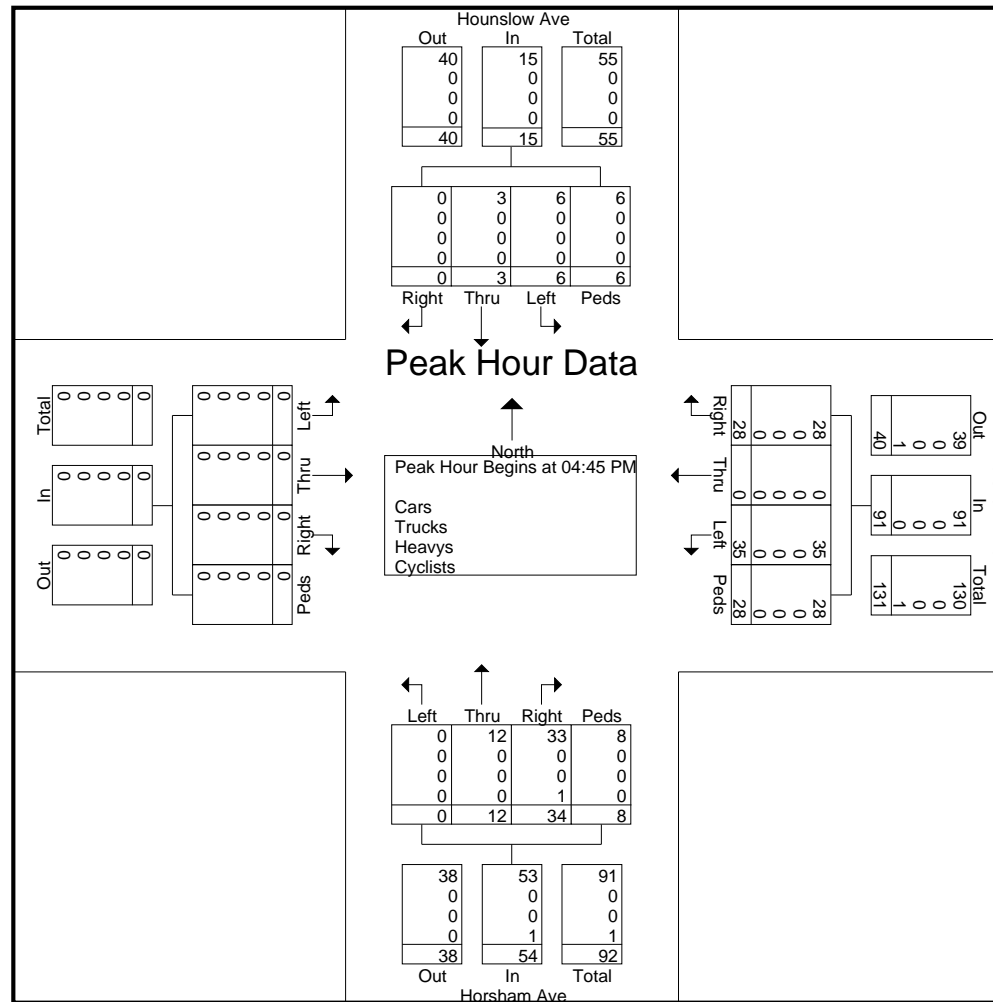 Hounslow Ave
Out In Total
40 15 55
0 0 0
0 0 0
0 0 0
40 15 55
0 3 6 6
0 0 0 0
0 0 0 0
0 0 0 0
0 3 6 6
Right Thru Left Peds
Peak Hour Data
Total
0 0 0 0 0
In
0 0 0 0 0
Out
0 0 0 0 0
Left
0 0 0 0 0
Thru
0 0 0 0 0
Right
0 0 0 0 0
Peds
0 0 0 0 0
North
Peak Hour Begins at 04:45 PM
Cars
Trucks
Heavys
Cyclists
Right
28 0 0 0 28
Thru
0 0 0 0 0
Left
35 0 0 0 35
Peds
28 0 0 0 28
Out
39 0 0 1 40
In
91 0 0 0 91
Total
130 0 0 1 131
Left Thru Right Peds
0 12 33 8
0 0 0 0
0 0 0 0
0 0 1 0
0 12 34 8
38 53 91
0 0 0
0 0 0
0 1 1
38 54 92
Out In Total
Horsham Ave